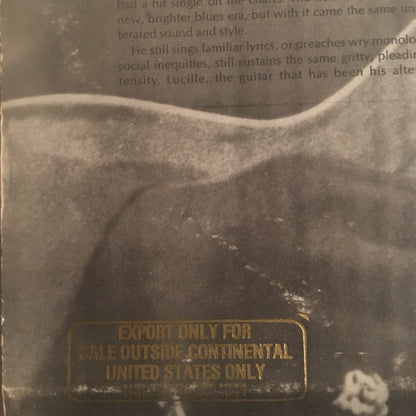 had a hit single on the charts. The
new, brighter blues era, but with it came the same un
terated sound and style.
He still sings familiar lyrics, or preaches wry monolo
social inequities, still sustains the same gritty, pleadin
tensity. Lucille, the guitar that has been his alte
EXPORT ONLY FOR
SALE OUTSIDE CONTINENTAL
UNITED STATES ONLY